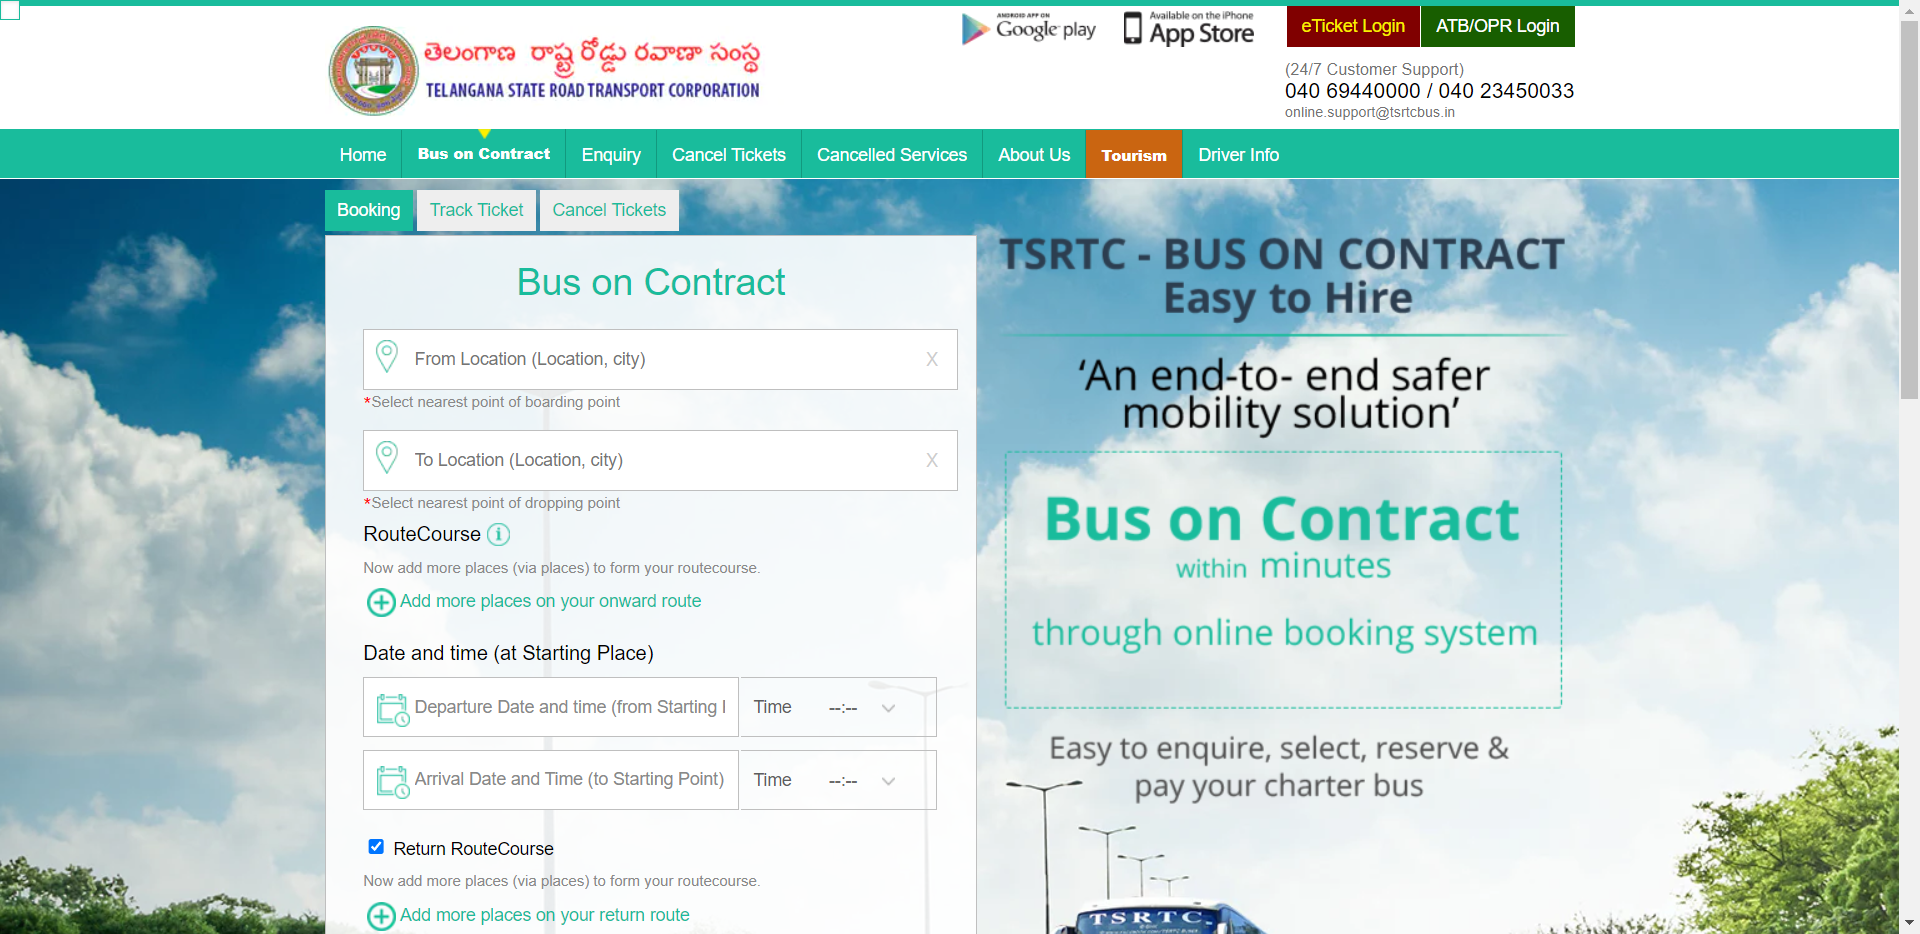 ANDROID APP ON
Google play
Available on the iPhone
App Store
eTicket Login
ATB/OPR Login
తెలంగాణ రాష్ట్ర రోడ్డు రవాణా సంస్థ
TELANGANA STATE ROAD TRANSPORT CORPORATION
(24/7 Customer Support)
040 69440000 / 040 23450033
online.support@tsrtcbus.in
Home
Bus on Contract
Enquiry
Cancel Tickets
Cancelled Services
About Us
Tourism
Driver Info
Booking
Track Ticket
Cancel Tickets
Bus on Contract
From Location (Location, city)
X
*Select nearest point of boarding point
To Location (Location, city)
X
*Select nearest point of dropping point
RouteCourse
Now add more places (via places) to form your routecourse.
Add more places on your onward route
Date and time (at Starting Place)
Departure Date and time (from Starting
Time --:--
Arrival Date and Time (to Starting Point)
Time --:--
Return RouteCourse
Now add more places (via places) to form your routecourse.
Add more places on your return route
TSRTC - BUS ON CONTRACT
Easy to Hire
‘An end-to- end safer
mobility solution’
Bus on Contract
within minutes
through online booking system
Easy to enquire, select, reserve &
pay your charter bus
TSRTC